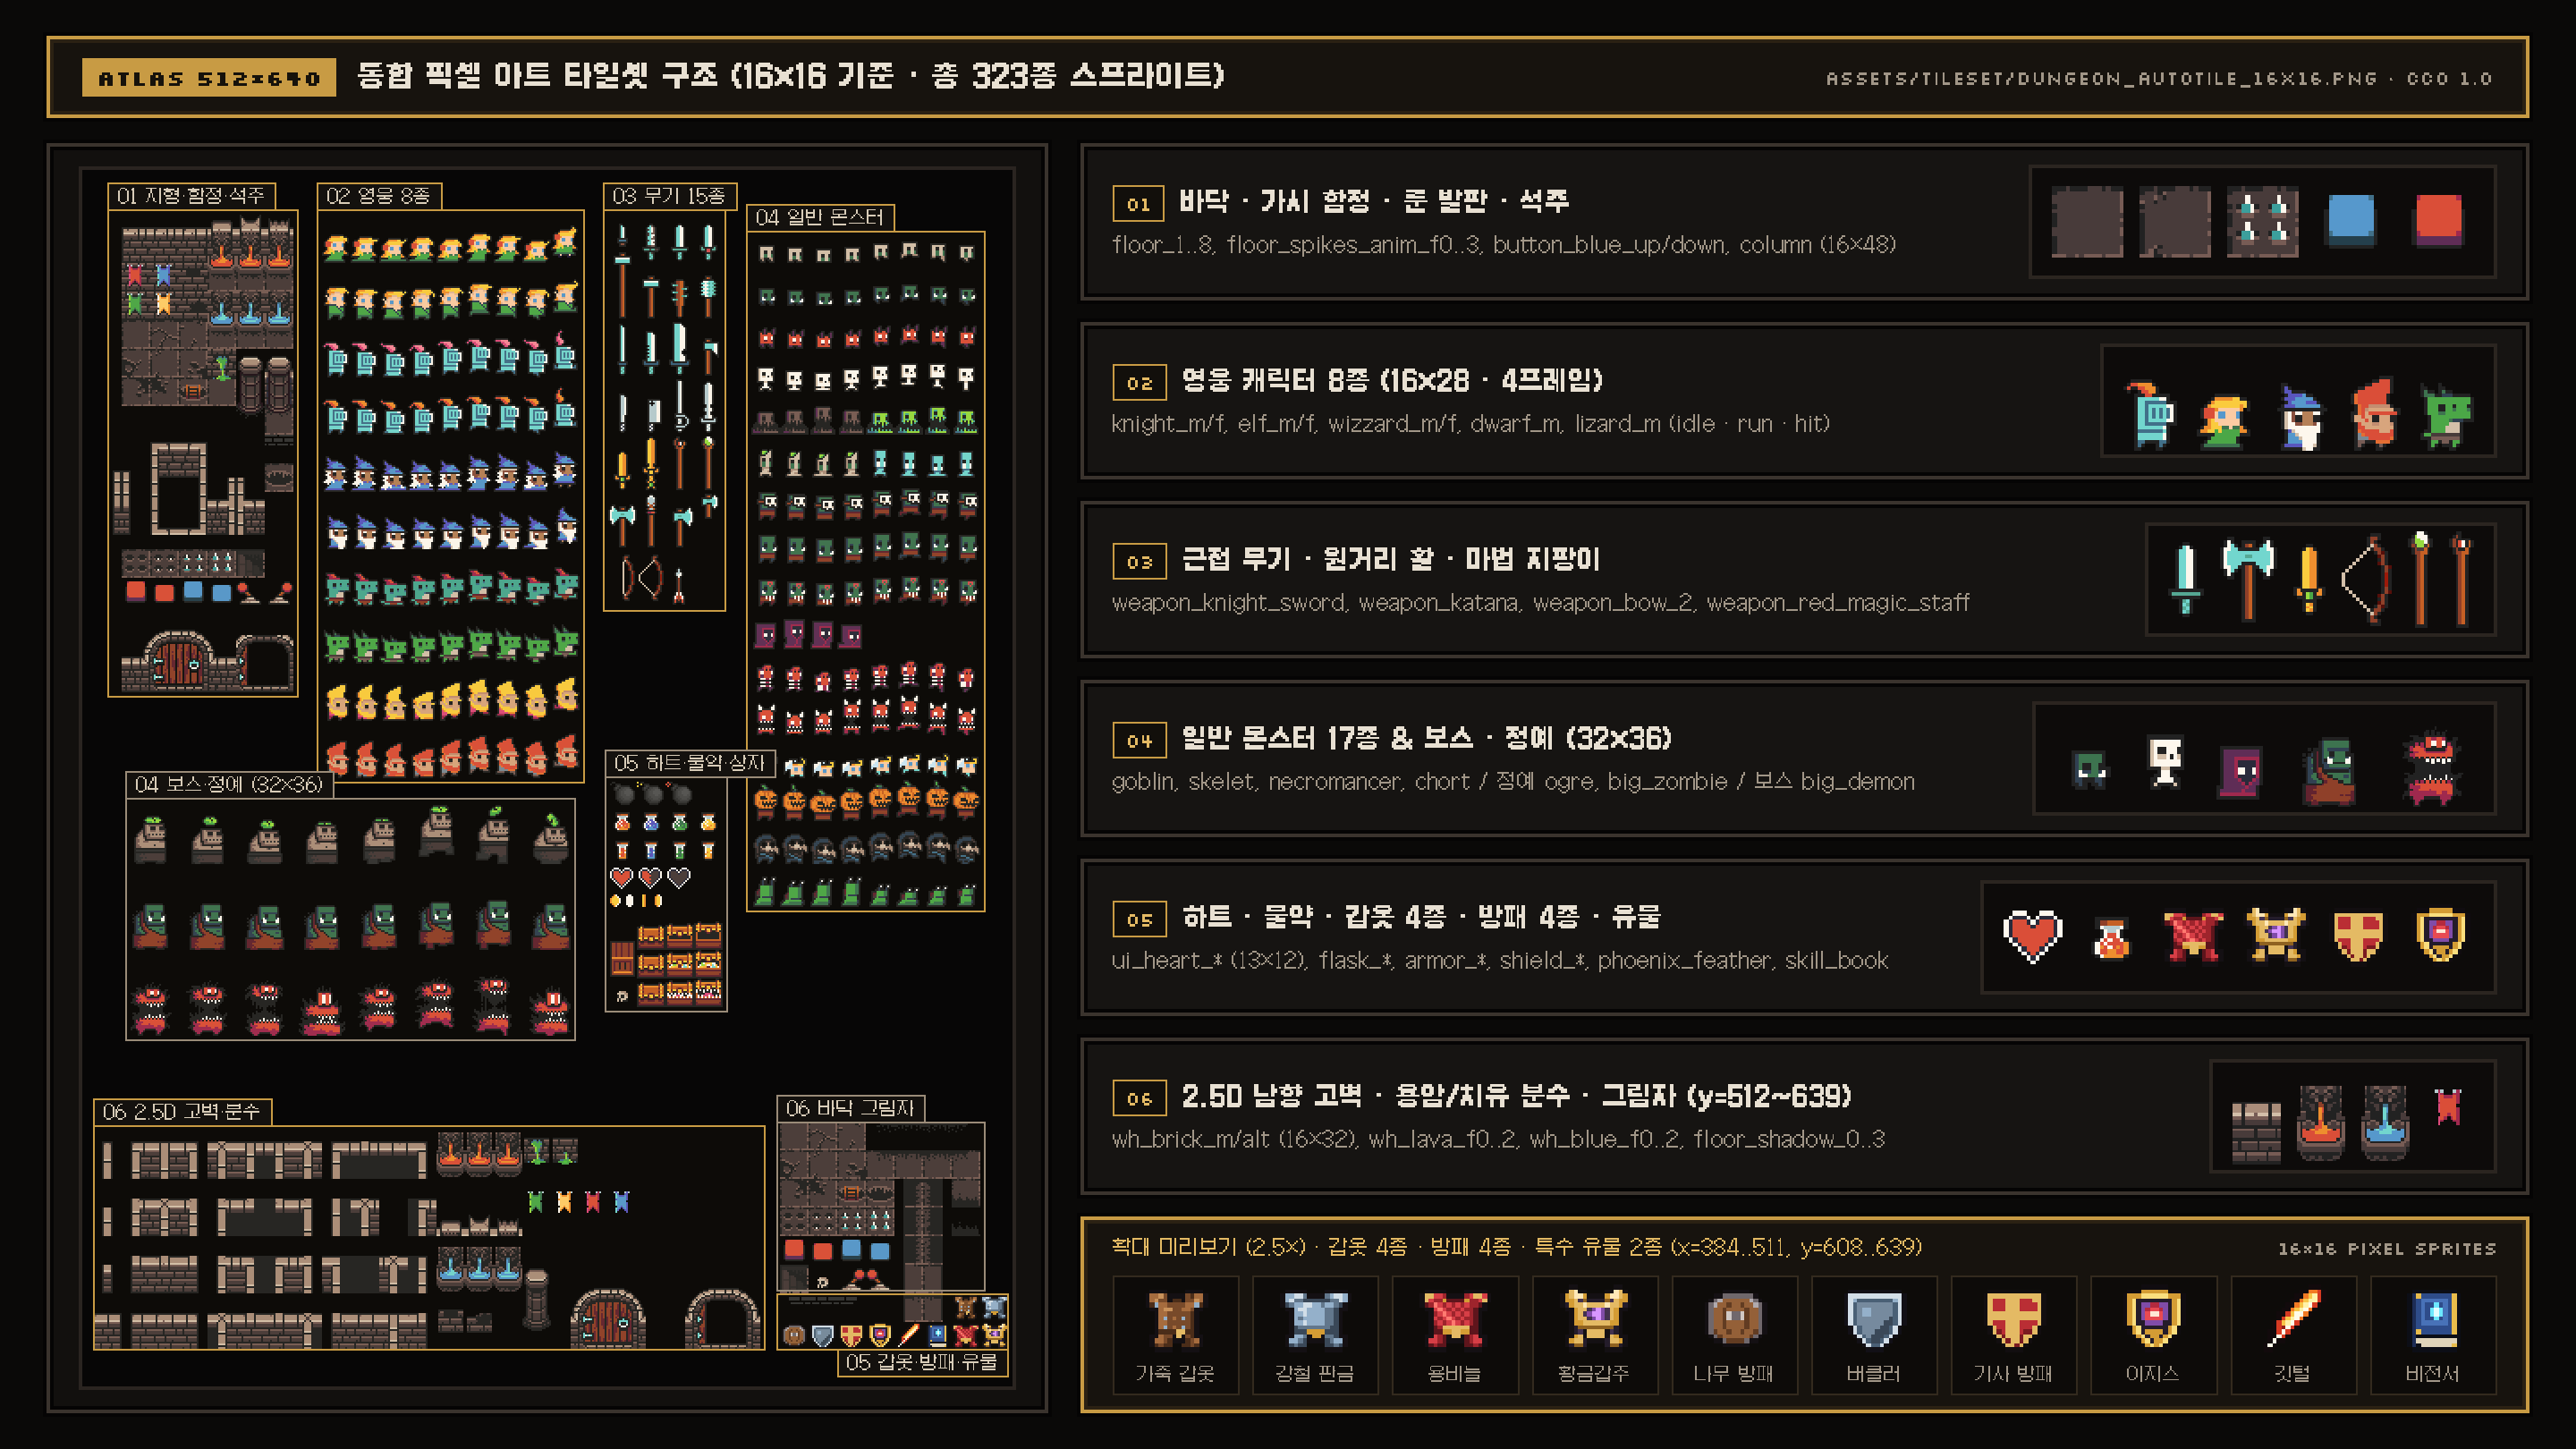 ATLAS 512×640
동합 픽셀 아트 타일셋 구조 (16×16 기준 · 총 323종 스프라이트)
ASSETS/TILESET/DUNGEON_AUTOTILE_16X16.PNG · CC0 1.0
01 지형·함정·석주
02 영웅 8종
03 무기 15종
04 일반 몬스터
05 하트·물약·상자
04 보스·정예 (32×36)
06 2.5D 고벽·분수
06 바닥 그림자
05 갑옷·방패·유물
01 바닥 · 가시 함정 · 룬 발판 · 석주
floor_1..8, floor_spikes_anim_f0..3, button_blue_up/down, column (16×48)
02 영웅 캐릭터 8종 (16×28 · 4프레임)
knight_m/f, elf_m/f, wizzard_m/f, dwarf_m, lizard_m (idle · run · hit)
03 근접 무기 · 원거리 활 · 마법 지팡이
weapon_knight_sword, weapon_katana, weapon_bow_2, weapon_red_magic_staff
04 일반 몬스터 17종 & 보스 · 정예 (32×36)
goblin, skelet, necromancer, chort / 정예 ogre, big_zombie / 보스 big_demon
05 하트 · 물약 · 갑옷 4종 · 방패 4종 · 유물
ui_heart_* (13×12), flask_*, armor_*, shield_*, phoenix_feather, skill_book
06 2.5D 남향 고벽 · 용암/치유 분수 · 그림자 (y=512~639)
wh_brick_m/alt (16×32), wh_lava_f0..2, wh_blue_f0..2, floor_shadow_0..3
확대 미리보기 (2.5×) · 갑옷 4종 · 방패 4종 · 특수 유물 2종 (x=384..511, y=608..639)
16×16 PIXEL SPRITES
가죽 갑옷
강철 판금
용비늘
황금갑주
나무 방패
버클러
기사 방패
이지스
깃털
비전서